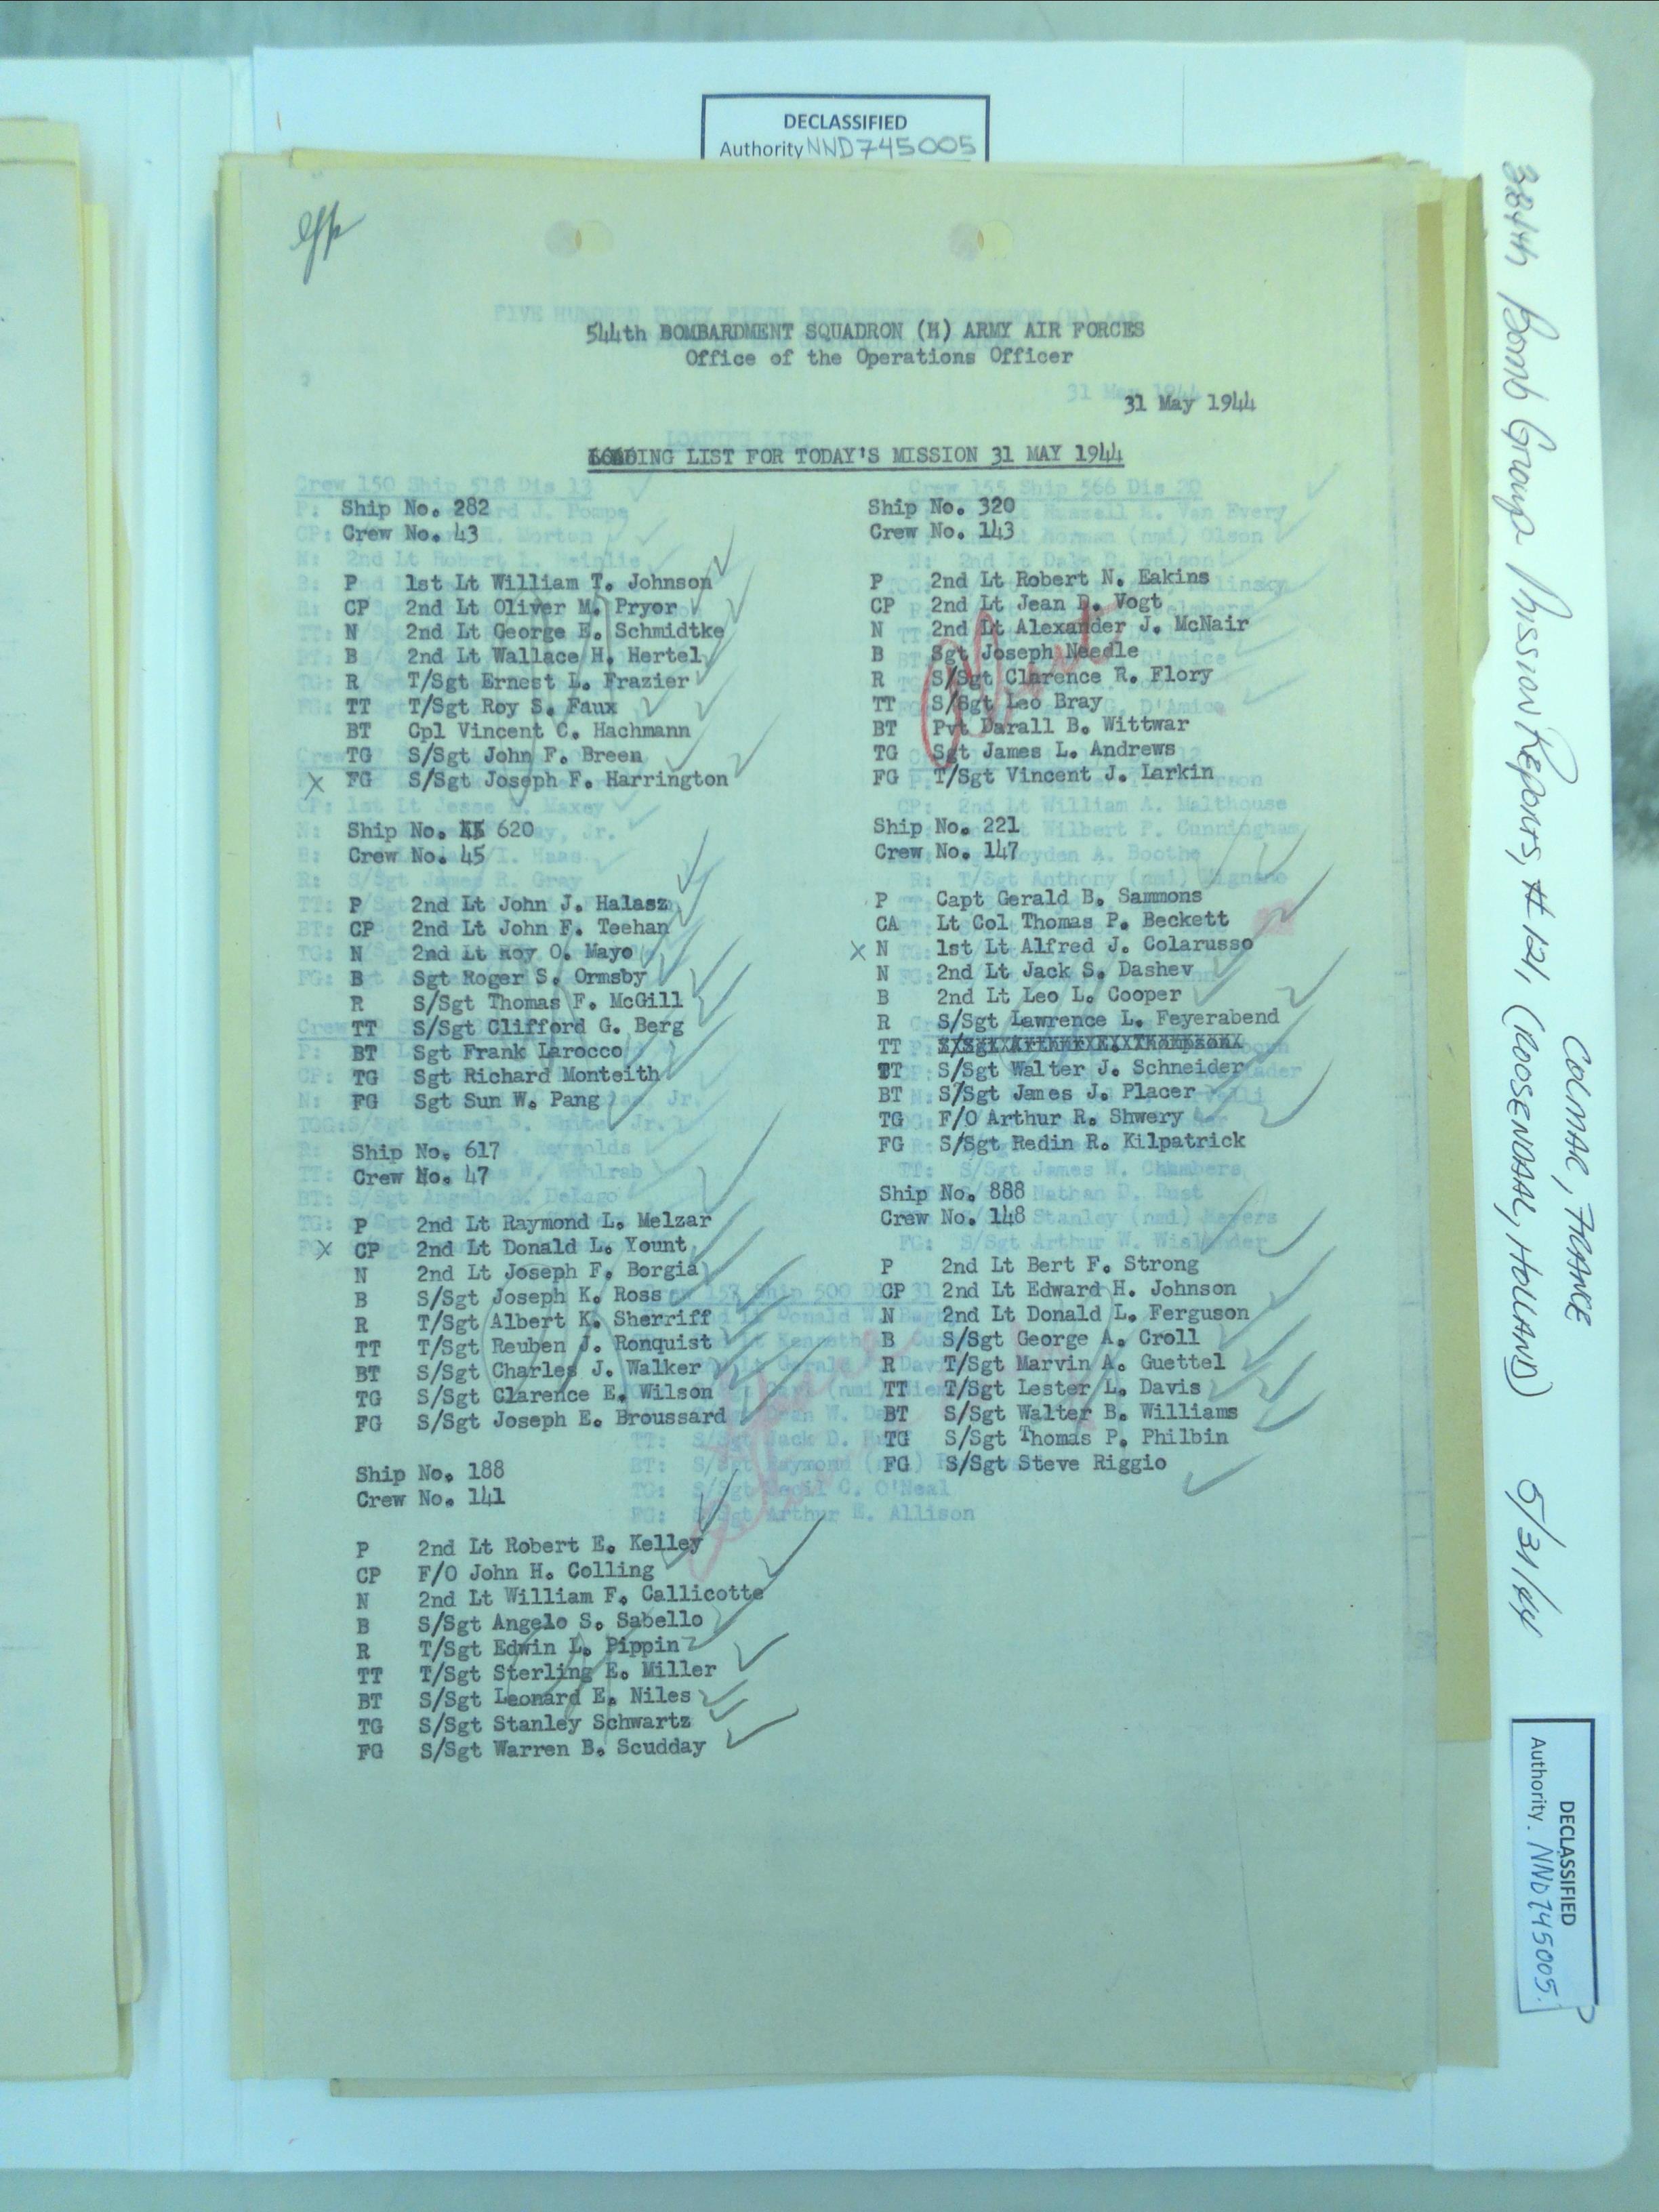 DECLASSIFIED
Authority NND745005
544th BOMBARDMENT SQUADRON (H) ARMY AIR FORCES
Office of the Operations Officer
31 May 1944
LOADING LIST FOR TODAY'S MISSION 31 MAY 1944
Ship No. 282
Crew No. 43
P 1st Lt William T. Johnson
CP 2nd Lt Oliver M. Pryor
N 2nd Lt George E. Schmidtke
B 2nd Lt Wallace H. Hertel
R T/Sgt Ernest L. Frazier
TT T/Sgt Roy S. Faux
BT Cpl Vincent C. Hachmann
TG S/Sgt John F. Breen
X FG S/Sgt Joseph F. Harrington
Ship No. 620
Crew No. 45
P 2nd Lt John J. Halasz
CP 2nd Lt John F. Teehan
N 2nd Lt Roy O. Mayo
B Sgt Roger S. Ormsby
R S/Sgt Thomas F. McGill
TT S/Sgt Clifford G. Berg
BT Sgt Frank Larocco
TG Sgt Richard Monteith
FG Sgt Sun W. Pang
Ship No. 617
Crew No. 47
P 2nd Lt Raymond L. Melzar
X CP 2nd Lt Donald L. Yount
N 2nd Lt Joseph F. Borgia
B S/Sgt Joseph K. Ross
R T/Sgt Albert K. Sherriff
TT T/Sgt Reuben J. Ronquist
BT S/Sgt Charles J. Walker
TG S/Sgt Clarence E. Wilson
FG S/Sgt Joseph E. Broussard
Ship No. 188
Crew No. 141
P 2nd Lt Robert E. Kelley
CP F/O John H. Colling
N 2nd Lt William F. Callicotte
B S/Sgt Angelo S. Sabello
R T/Sgt Edwin L. Pippin
TT T/Sgt Sterling E. Miller
BT S/Sgt Leonard E. Niles
TG S/Sgt Stanley Schwartz
FG S/Sgt Warren B. Scudday
Ship No. 320
Crew No. 143
P 2nd Lt Robert N. Eakins
CP 2nd Lt Jean D. Vogt
N 2nd Lt Alexander J. McNair
B Sgt Joseph Needle
R S/Sgt Clarence R. Flory
TT S/Sgt Leo Bray
BT Pvt Darall B. Wittwar
TG Sgt James L. Andrews
FG T/Sgt Vincent J. Larkin
Ship No. 221
Crew No. 147
P Capt Gerald B. Sammons
CA Lt Col Thomas P. Beckett
X N 1st Lt Alfred J. Colarusso
N 2nd Lt Jack S. Dashev
B 2nd Lt Leo L. Cooper
R S/Sgt Lawrence L. Feyerabend
TT
TT S/Sgt Walter J. Schneider
BT S/Sgt James J. Placer
TG F/O Arthur R. Shwery
FG S/Sgt Redin R. Kilpatrick
Ship No. 888
Crew No. 148
P 2nd Lt Bert F. Strong
CP 2nd Lt Edward H. Johnson
N 2nd Lt Donald L. Ferguson
B S/Sgt George A. Croll
R T/Sgt Marvin A. Guettel
TT T/Sgt Lester L. Davis
BT S/Sgt Walter B. Williams
TG S/Sgt Thomas P. Philbin
FG S/Sgt Steve Riggio
384th Bomb Group Mission Reports, #121, (ROOSENDAAL, HOLLAND) 5/31/44
COLMAR, FRANCE
DECLASSIFIED
Authority. NND745005.